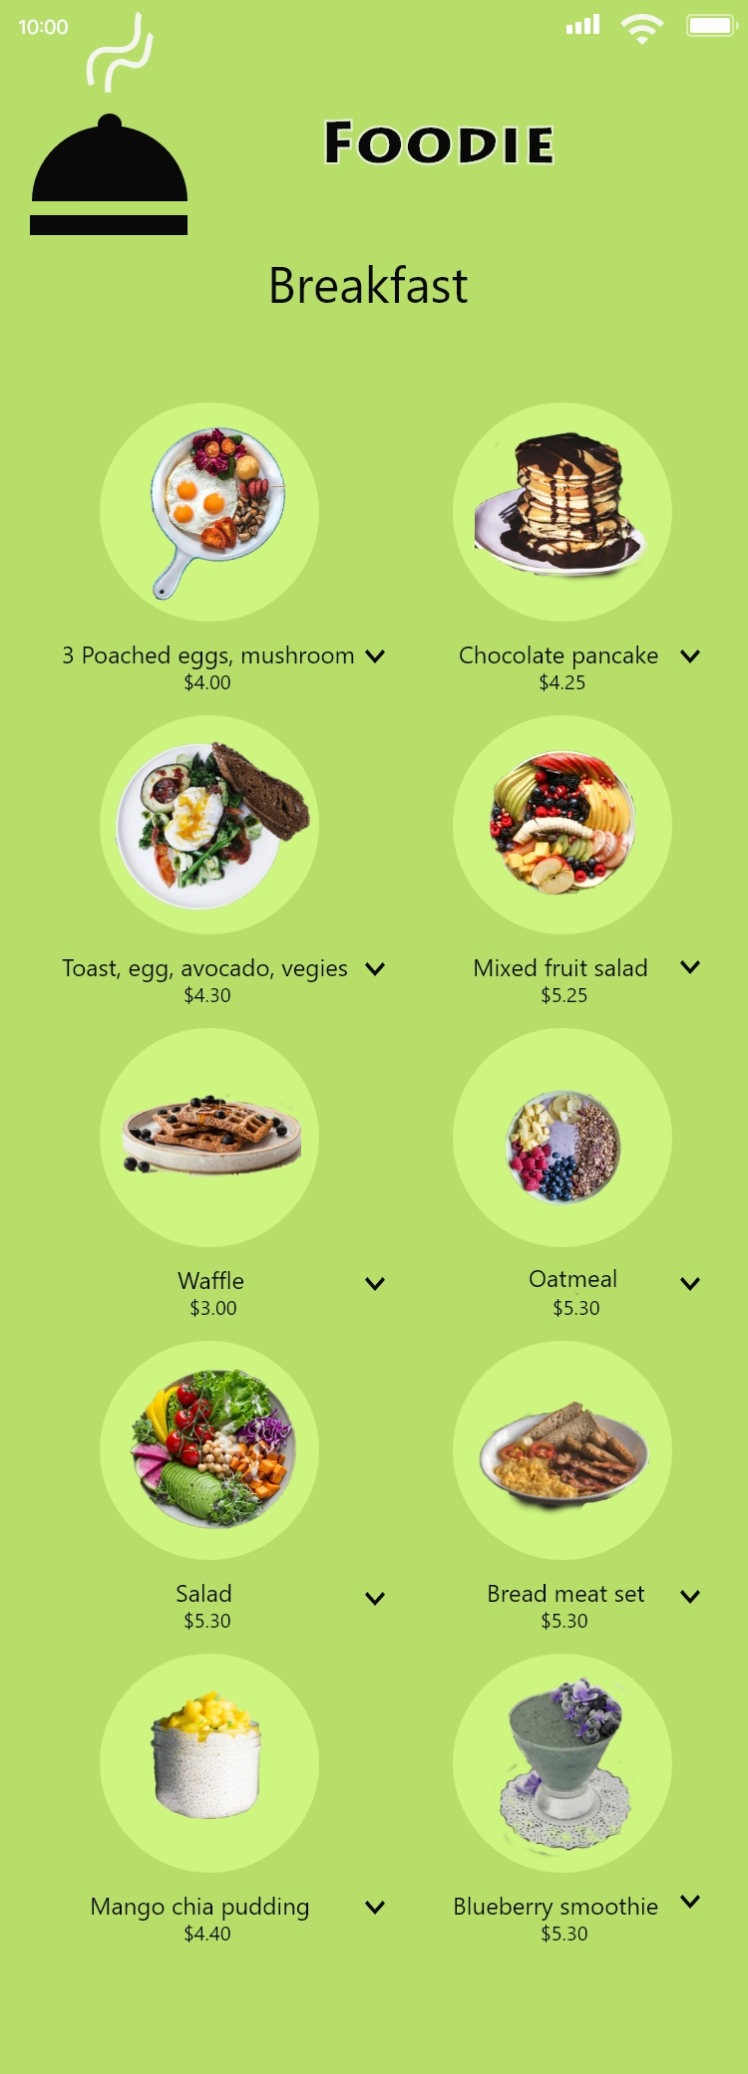 10:00
FOODIE
Breakfast
3 Poached eggs, mushroom
$4.00
Chocolate pancake
$4.25
Toast, egg, avocado, vegies
$4.30
Mixed fruit salad
$5.25
Waffle
$3.00
Oatmeal
$5.30
Salad
$5.30
Bread meat set
$5.30
Mango chia pudding
$4.40
Blueberry smoothie
$5.30